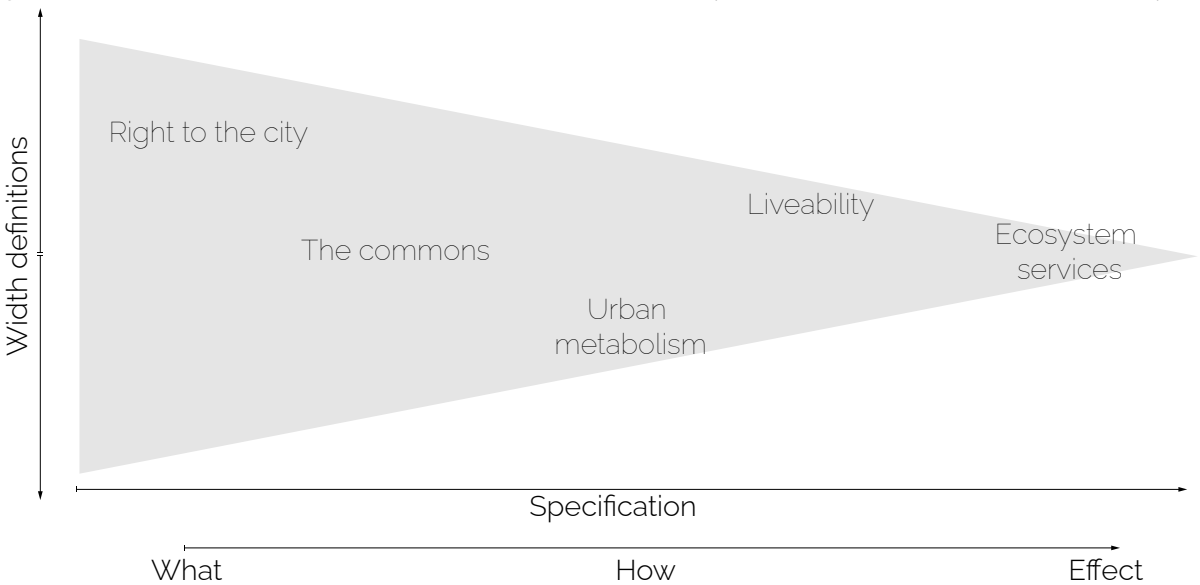 Right to the city
Liveability
Ecosystem
services
The commons
Urban
metabolism
Width definitions
Specification
What
How
Effect